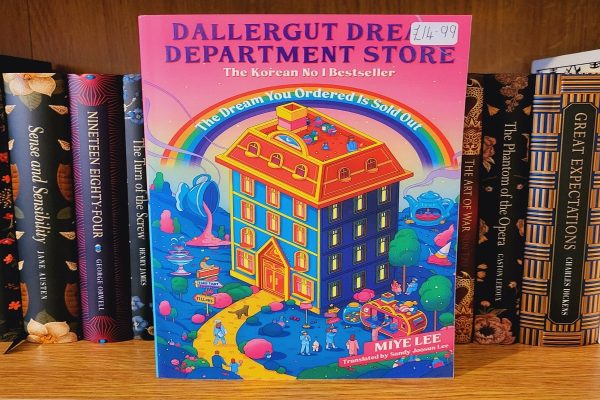 DALLERGUT DREA
£14.99
DEPARTMENT STORE
The Korean No 1 Bestseller
The Dream You Ordered Is Sold Out
MIYE LEE
Translated by Sandy Joosun Lee
Sense and Sensibility
JANE AUSTEN
NINETEEN EIGHTY-FOUR
GEORGE ORWELL
The Turn of the Screw
HENRY JAMES
THE ART OF WAR
The Phantom of the Opera
GASTON LEROUX
GREAT EXPECTATIONS
CHARLES DICKENS